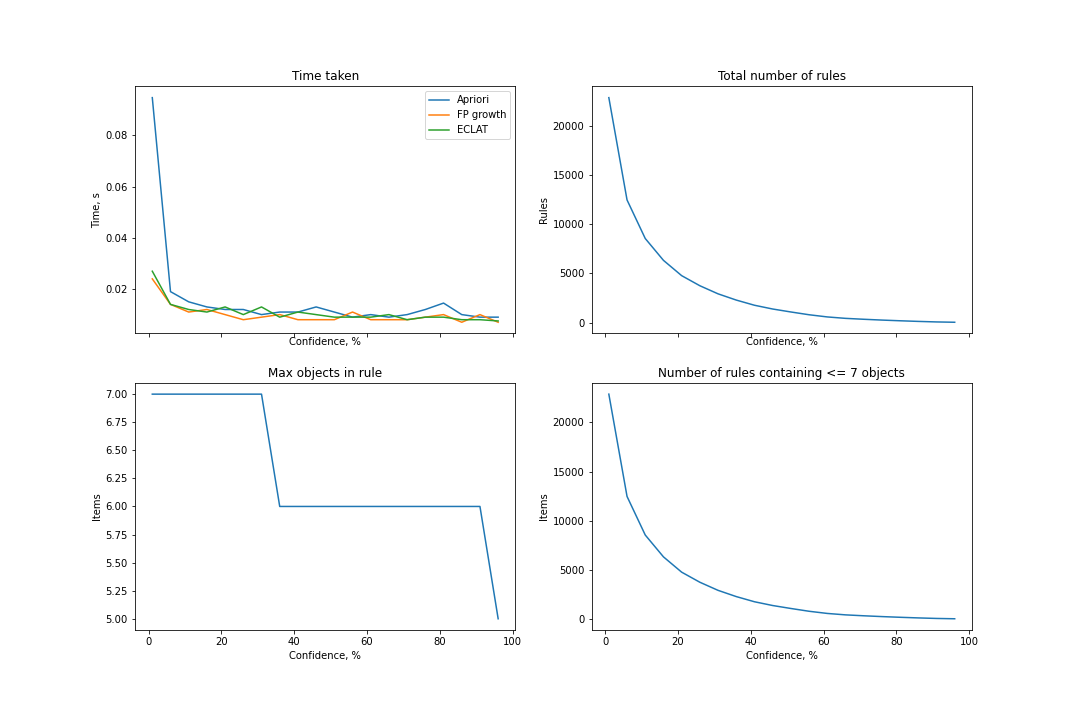 Time taken
Time, s
0.08
0.06
0.04
0.02
Apriori
FP growth
ECLAT
Confidence, %
Total number of rules
Rules
20000
15000
10000
5000
0
Confidence, %
Max objects in rule
Items
7.00
6.75
6.50
6.25
6.00
5.75
5.50
5.25
5.00
0 20 40 60 80 100
Confidence, %
Number of rules containing <= 7 objects
Items
20000
15000
10000
5000
0
0 20 40 60 80 100
Confidence, %